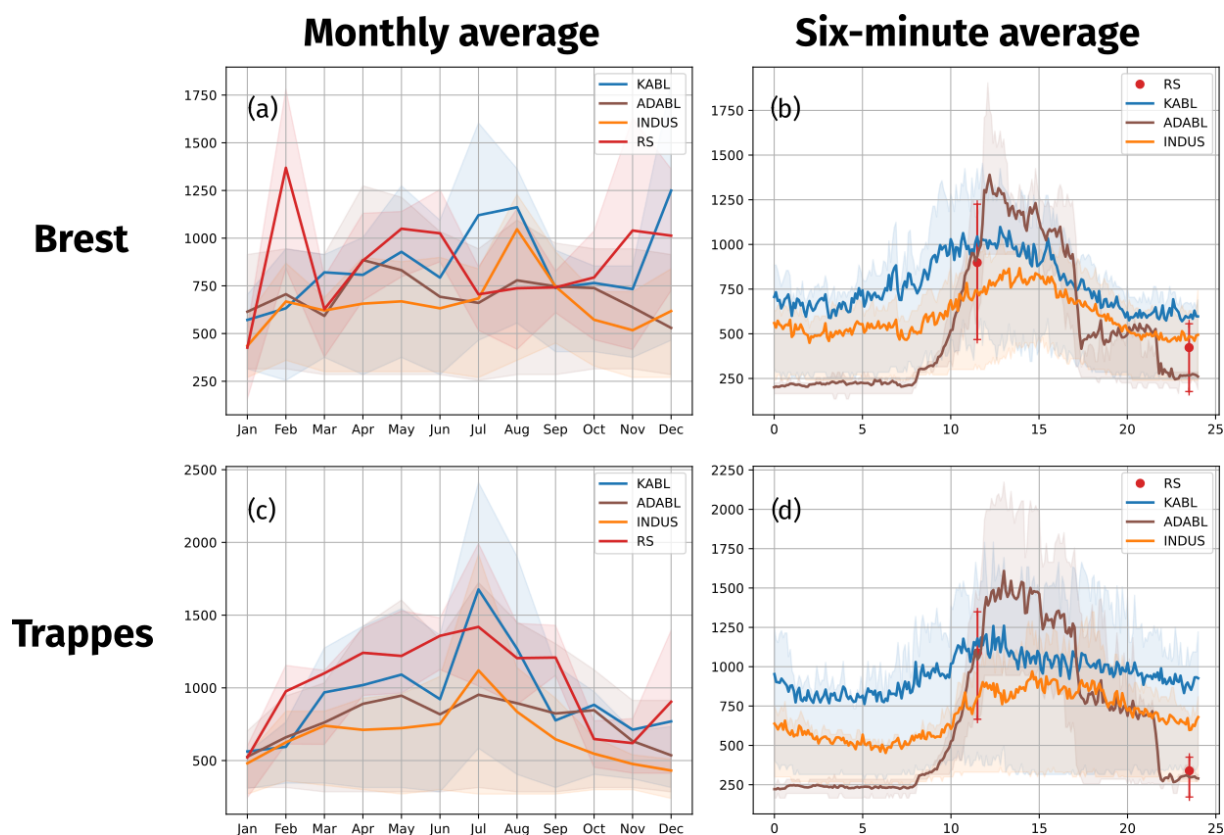 Monthly average
Six-minute average
Brest
(a)
1750
1500
1250
1000
750
500
250
Jan Feb Mar Apr May Jun Jul Aug Sep Oct Nov Dec
KABL
ADABL
INDUS
RS
(b)
1750
1500
1250
1000
750
500
250
0 5 10 15 20 25
RS
KABL
ADABL
INDUS
Trappes
(c)
2500
2000
1500
1000
500
Jan Feb Mar Apr May Jun Jul Aug Sep Oct Nov Dec
KABL
ADABL
INDUS
RS
(d)
2250
2000
1750
1500
1250
1000
750
500
250
0 5 10 15 20 25
RS
KABL
ADABL
INDUS